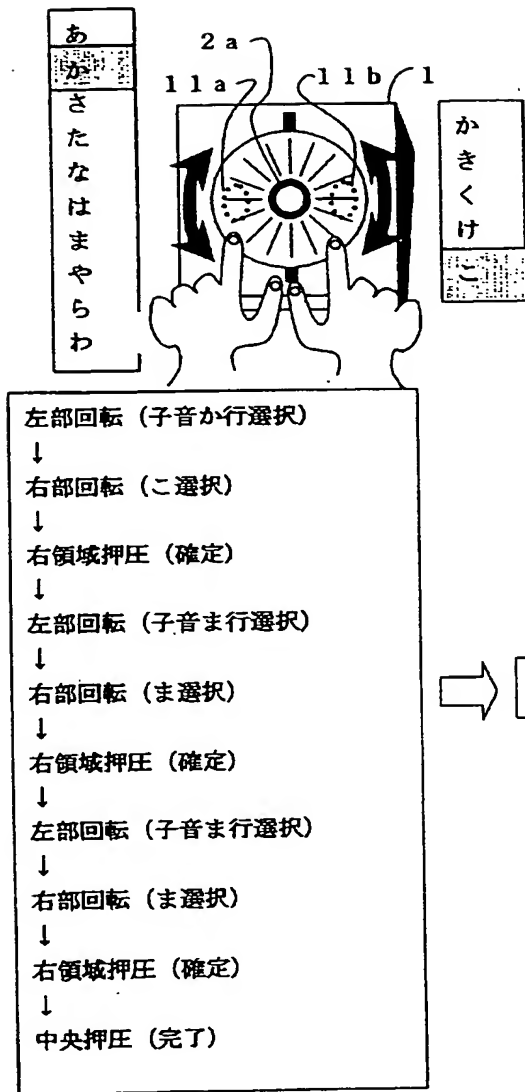 あ
か
さ
た
な
は
ま
や
ら
わ
2a
11a
11b
1
か
き
く
け
こ
左部回転（子音か行選択）
↓
右部回転（こ選択）
↓
右領域押圧（確定）
↓
左部回転（子音ま行選択）
↓
右部回転（ま選択）
↓
右領域押圧（確定）
↓
左部回転（子音ま行選択）
↓
右部回転（ま選択）
↓
右領域押圧（確定）
↓
中央押圧（完了）